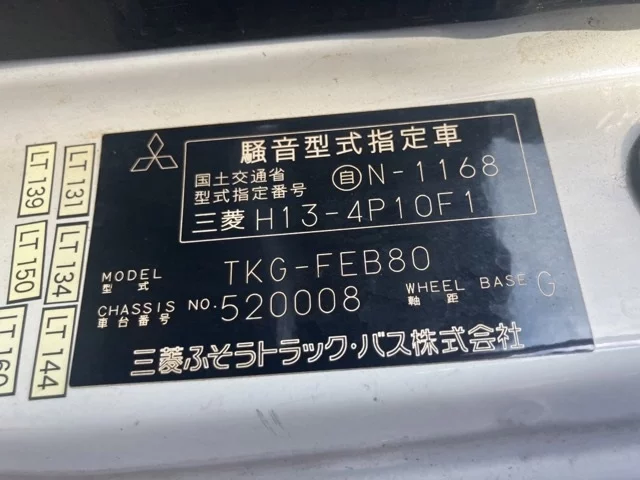 騒音型式指定車
国土交通省
型式指定番号 自N-1168
三菱 H13-4P10F1
MODEL
型式 TKG-FEB80
CHASSIS NO. 520008 WHEEL BASE G
車台番号 軸距
三菱ふそうトラック・バス株式会社
LT 131
LT 139
LT 134
LT 150
LT 144